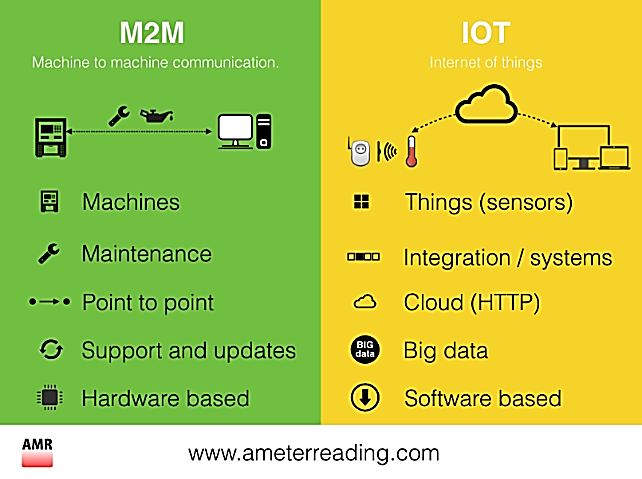 M2M
Machine to machine communication.
Machines
Maintenance
Point to point
Support and updates
Hardware based
IOT
Internet of things
Things (sensors)
Integration / systems
Cloud (HTTP)
BIG
data
Big data
Software based
AMR
www.ameterreading.com